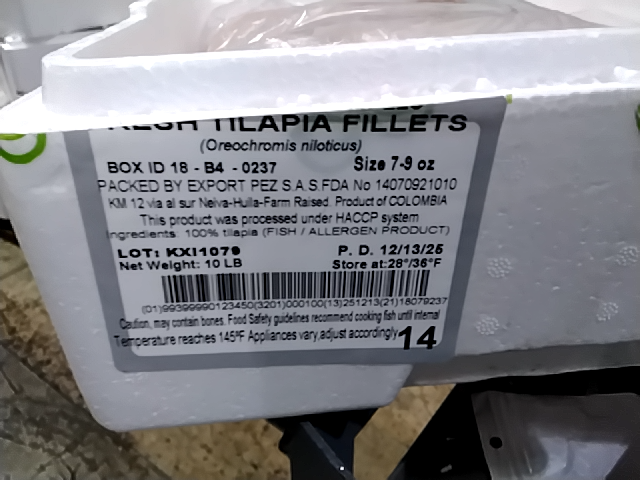 FRESH TILAPIA FILLETS
(Oreochromis niloticus)
BOX ID 18 - B4 - 0237 Size 7-9 oz
PACKED BY EXPORT PEZ S.A.S.FDA No 14070921010
KM 12 via al sur Neiva-Huila-Farm Raised. Product of COLOMBIA
This product was processed under HACCP system
Ingredients: 100% tilapia (FISH / ALLERGEN PRODUCT)
LOT: KXI1079 P. D. 12/13/25
Net Weight: 10 LB Store at:28°/36°F
(01)99399990123450(3201)000100(13)251213(21)18079237
Caution, may contain bones. Food Safety guidelines recommend cooking fish until internal
Temperature reaches 145°F Appliances vary,adjust accordingly 14